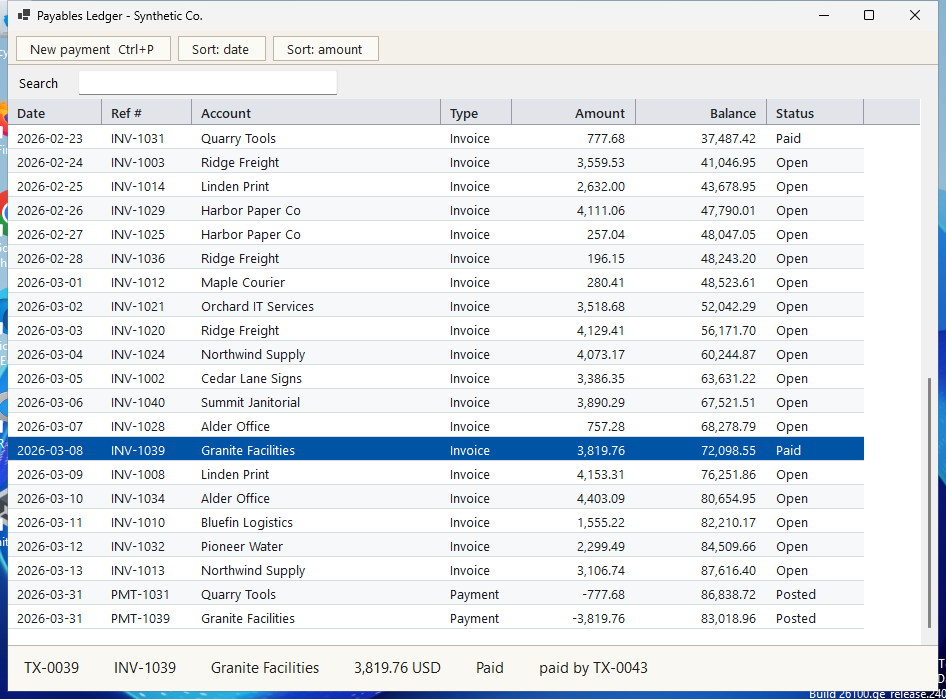 Payables Ledger - Synthetic Co.
New payment Ctrl+P Sort: date Sort: amount
Search
Date Ref # Account Type Amount Balance Status
2026-02-23 INV-1031 Quarry Tools Invoice 777.68 37,487.42 Paid
2026-02-24 INV-1003 Ridge Freight Invoice 3,559.53 41,046.95 Open
2026-02-25 INV-1014 Linden Print Invoice 2,632.00 43,678.95 Open
2026-02-26 INV-1029 Harbor Paper Co Invoice 4,111.06 47,790.01 Open
2026-02-27 INV-1025 Harbor Paper Co Invoice 257.04 48,047.05 Open
2026-02-28 INV-1036 Ridge Freight Invoice 196.15 48,243.20 Open
2026-03-01 INV-1012 Maple Courier Invoice 280.41 48,523.61 Open
2026-03-02 INV-1021 Orchard IT Services Invoice 3,518.68 52,042.29 Open
2026-03-03 INV-1020 Ridge Freight Invoice 4,129.41 56,171.70 Open
2026-03-04 INV-1024 Northwind Supply Invoice 4,073.17 60,244.87 Open
2026-03-05 INV-1002 Cedar Lane Signs Invoice 3,386.35 63,631.22 Open
2026-03-06 INV-1040 Summit Janitorial Invoice 3,890.29 67,521.51 Open
2026-03-07 INV-1028 Alder Office Invoice 757.28 68,278.79 Open
2026-03-08 INV-1039 Granite Facilities Invoice 3,819.76 72,098.55 Paid
2026-03-09 INV-1008 Linden Print Invoice 4,153.31 76,251.86 Open
2026-03-10 INV-1034 Alder Office Invoice 4,403.09 80,654.95 Open
2026-03-11 INV-1010 Bluefin Logistics Invoice 1,555.22 82,210.17 Open
2026-03-12 INV-1032 Pioneer Water Invoice 2,299.49 84,509.66 Open
2026-03-13 INV-1013 Northwind Supply Invoice 3,106.74 87,616.40 Open
2026-03-31 PMT-1031 Quarry Tools Payment -777.68 86,838.72 Posted
2026-03-31 PMT-1039 Granite Facilities Payment -3,819.76 83,018.96 Posted
TX-0039 INV-1039 Granite Facilities 3,819.76 USD Paid paid by TX-0043
Build 26100.ge_release.240